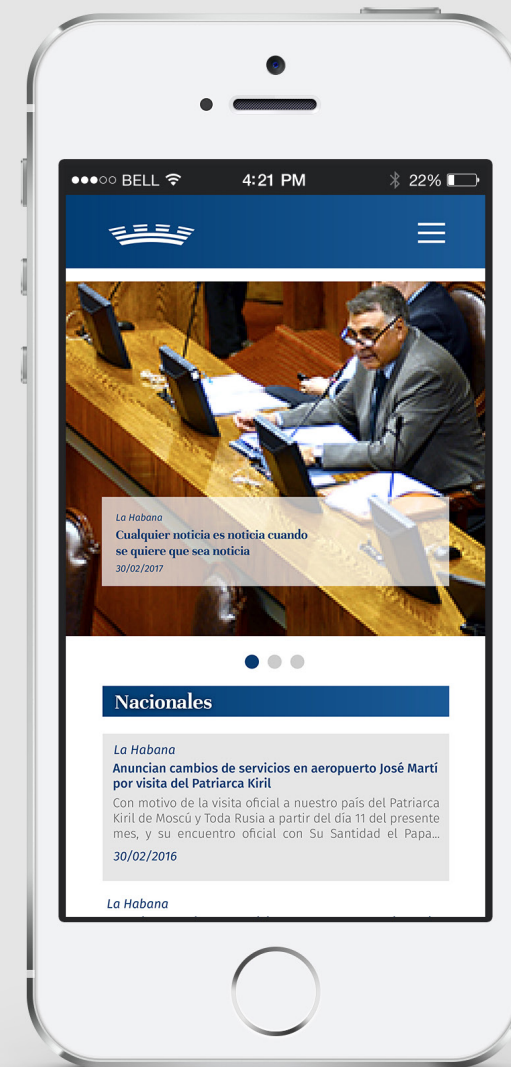 ●●●○○ BELL 4:21 PM 22%
La Habana
Cualquier noticia es noticia cuando
se quiere que sea noticia
30/02/2017
Nacionales
La Habana
Anuncian cambios de servicios en aeropuerto José Martí
por visita del Patriarca Kiril
Con motivo de la visita oficial a nuestro país del Patriarca
Kiril de Moscú y Toda Rusia a partir del día 11 del presente
mes, y su encuentro oficial con Su Santidad el Papa...
30/02/2016
La Habana